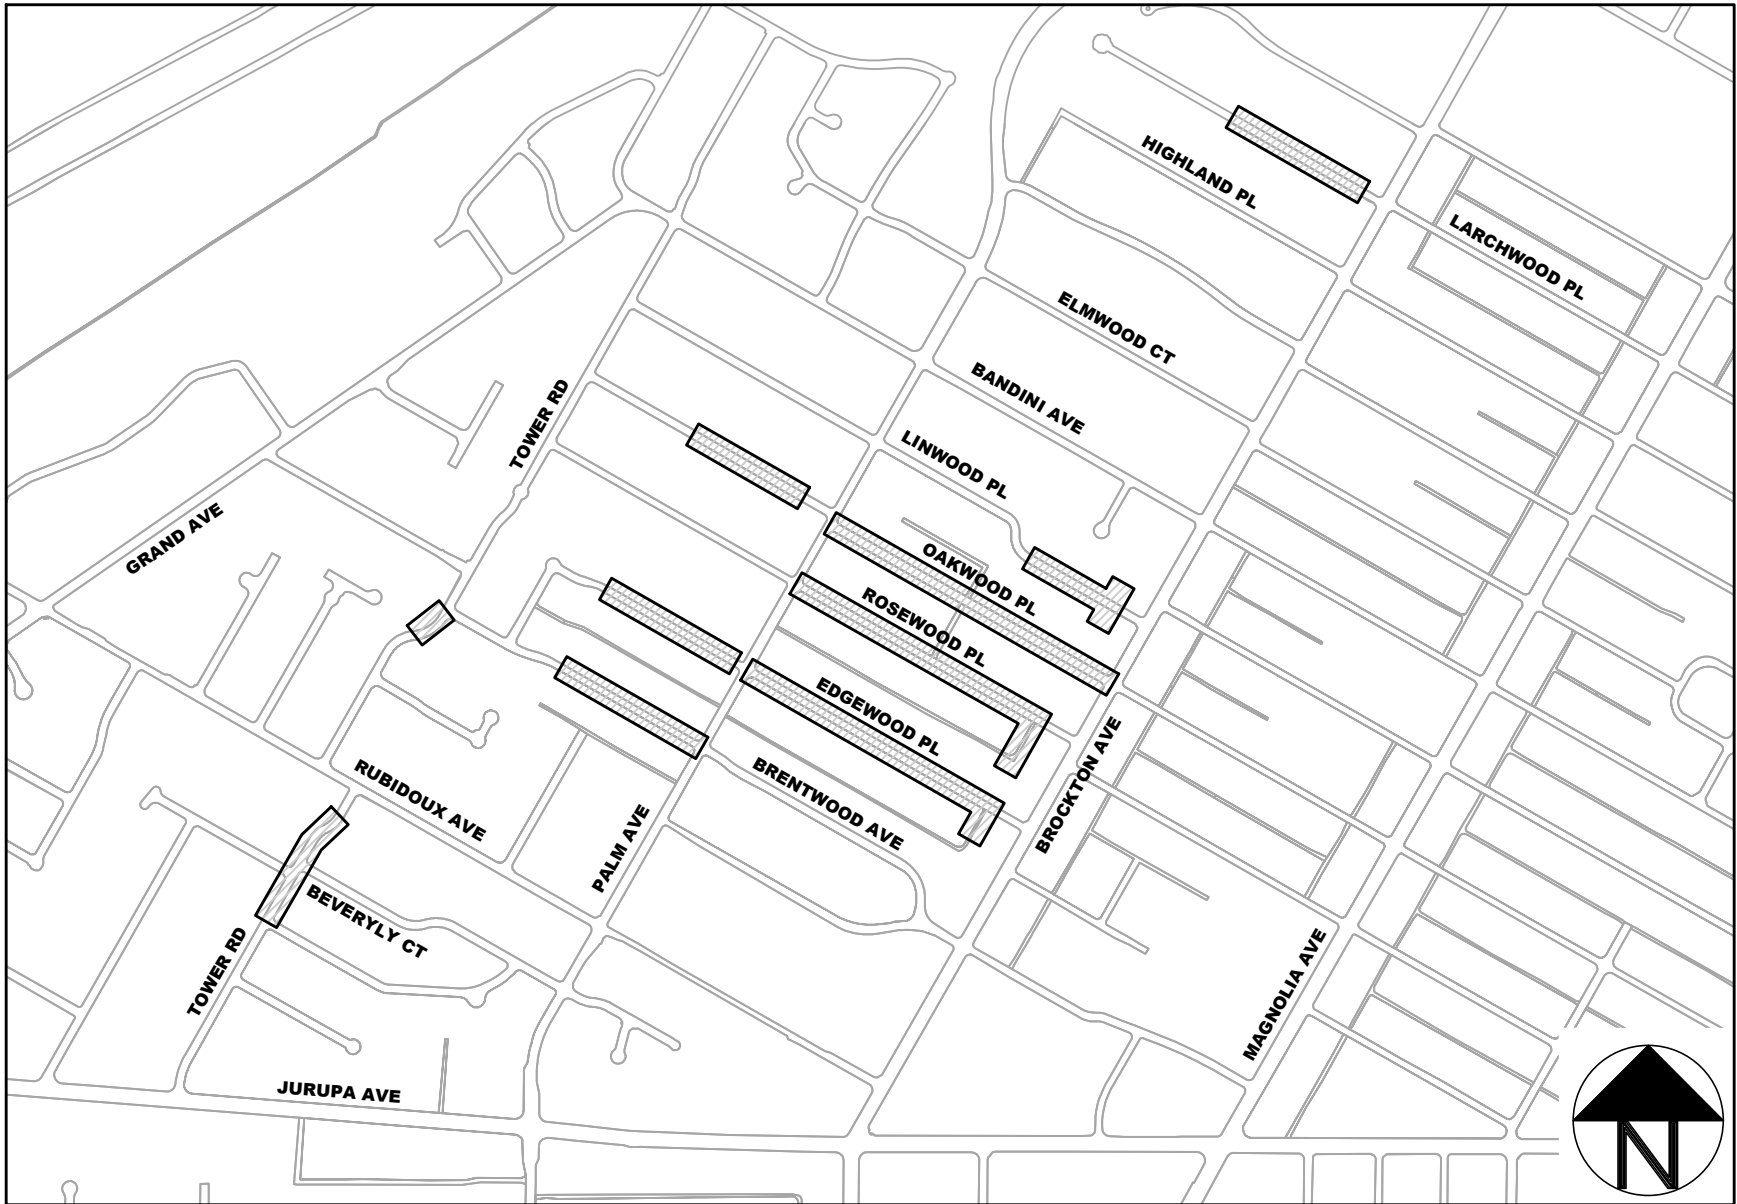 HIGHLAND PL
LARCHWOOD PL
ELMWOOD CT
BANDINI AVE
TOWER RD
LINWOOD PL
GRAND AVE
OAKWOOD PL
ROSEWOOD PL
EDGEWOOD PL
BROCKTON AVE
BRENTWOOD AVE
RUBIDOUX AVE
PALM AVE
BEVERYLY CT
TOWER RD
MAGNOLIA AVE
JURUPA AVE
N